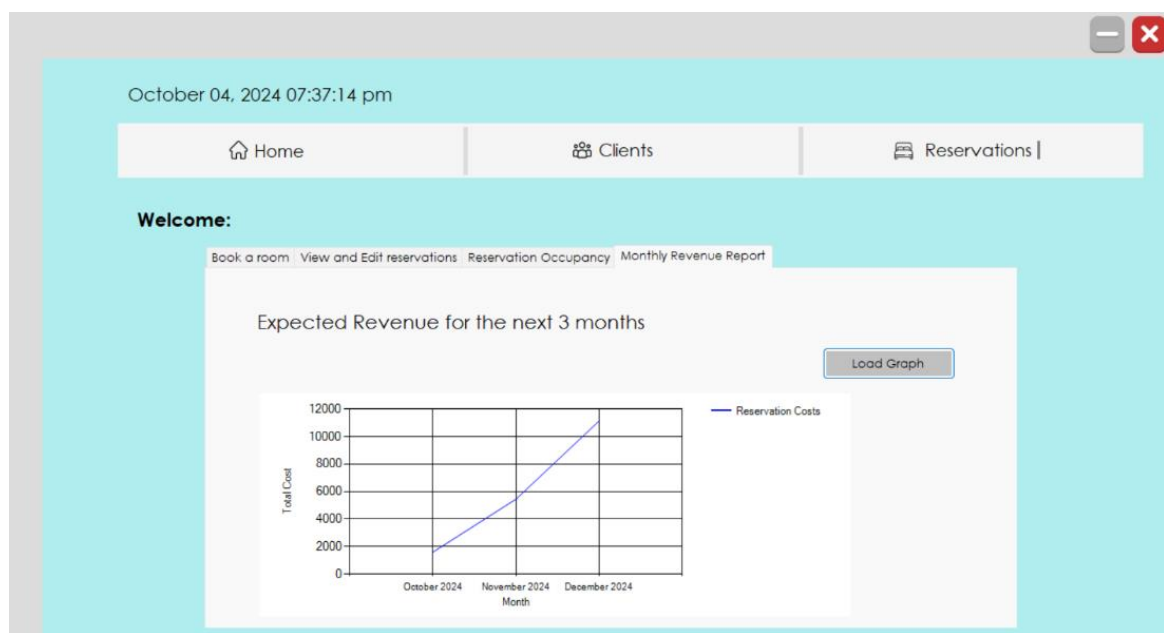 October 04, 2024 07:37:14 pm
Home Clients Reservations
Welcome:
Book a room View and Edit reservations Reservation Occupancy Monthly Revenue Report
Expected Revenue for the next 3 months
Load Graph
12000
10000
8000
6000
4000
2000
0
Total Cost
Reservation Costs
October 2024 November 2024 December 2024
Month